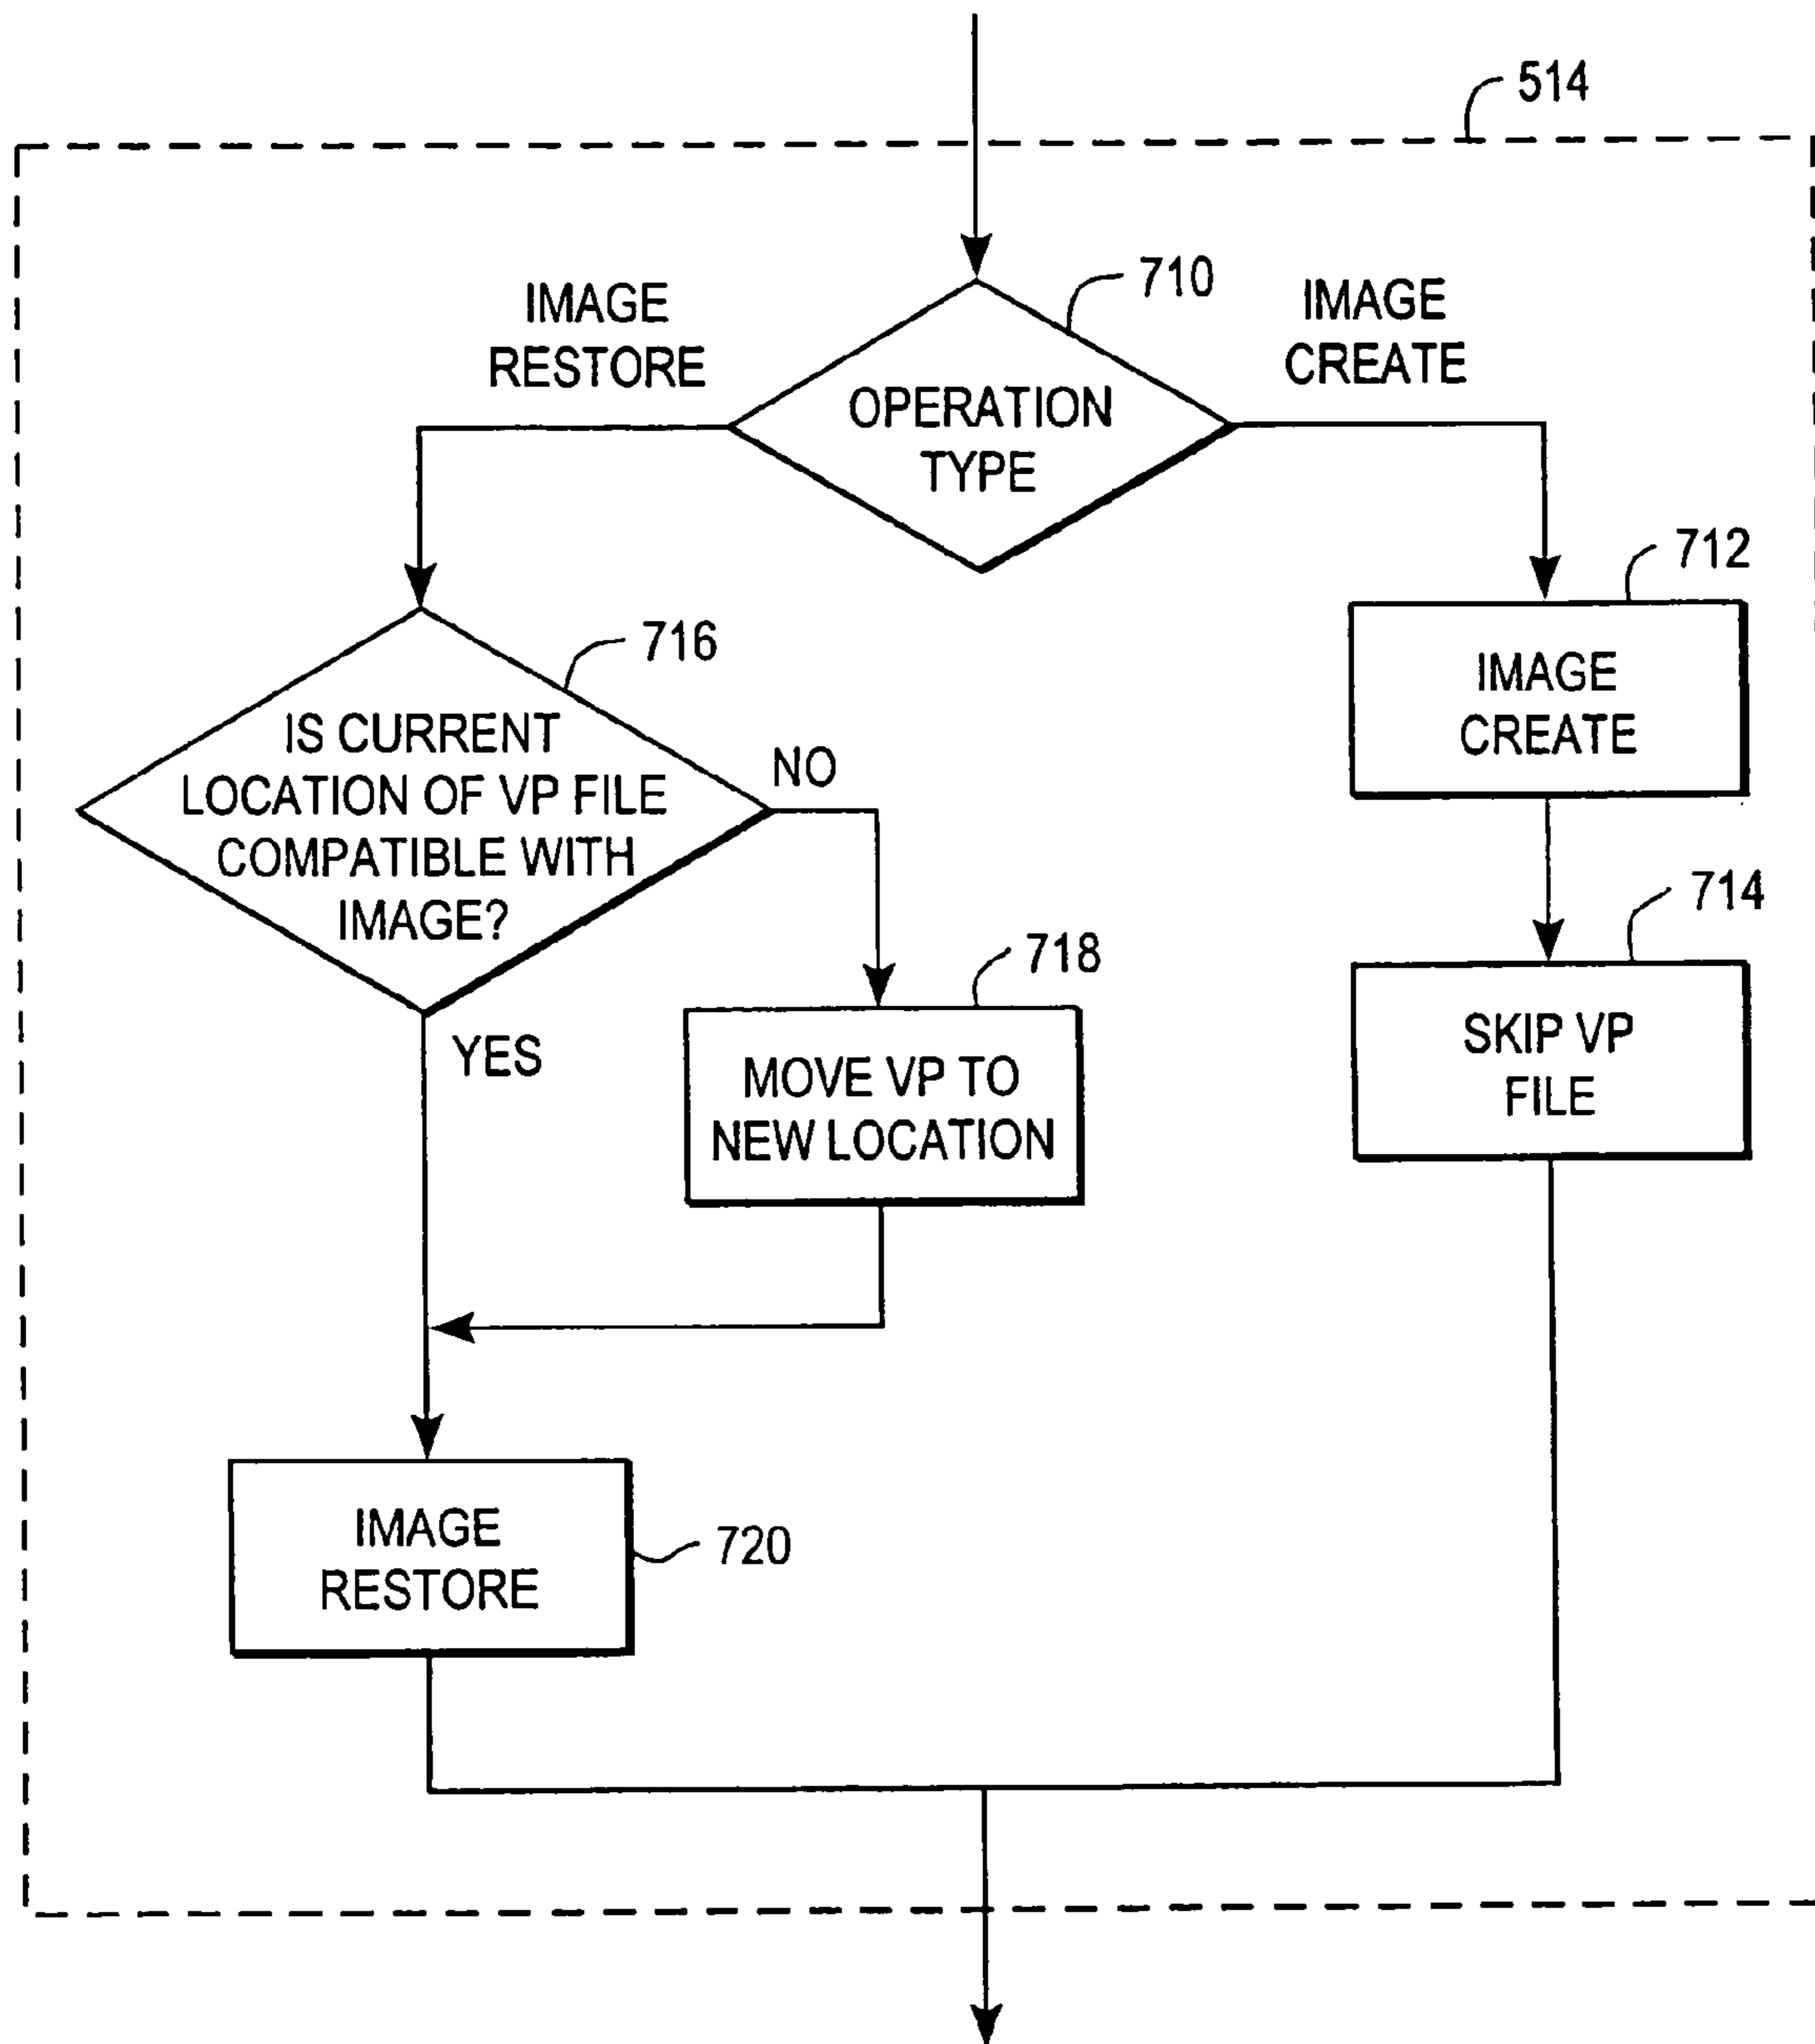 514
710
IMAGE
RESTORE
IMAGE
CREATE
OPERATION
TYPE
712
716
IMAGE
CREATE
IS CURRENT
LOCATION OF VP FILE
COMPATIBLE WITH
IMAGE?
NO
714
718
YES
SKIP VP
FILE
MOVE VP TO
NEW LOCATION
IMAGE
RESTORE
720